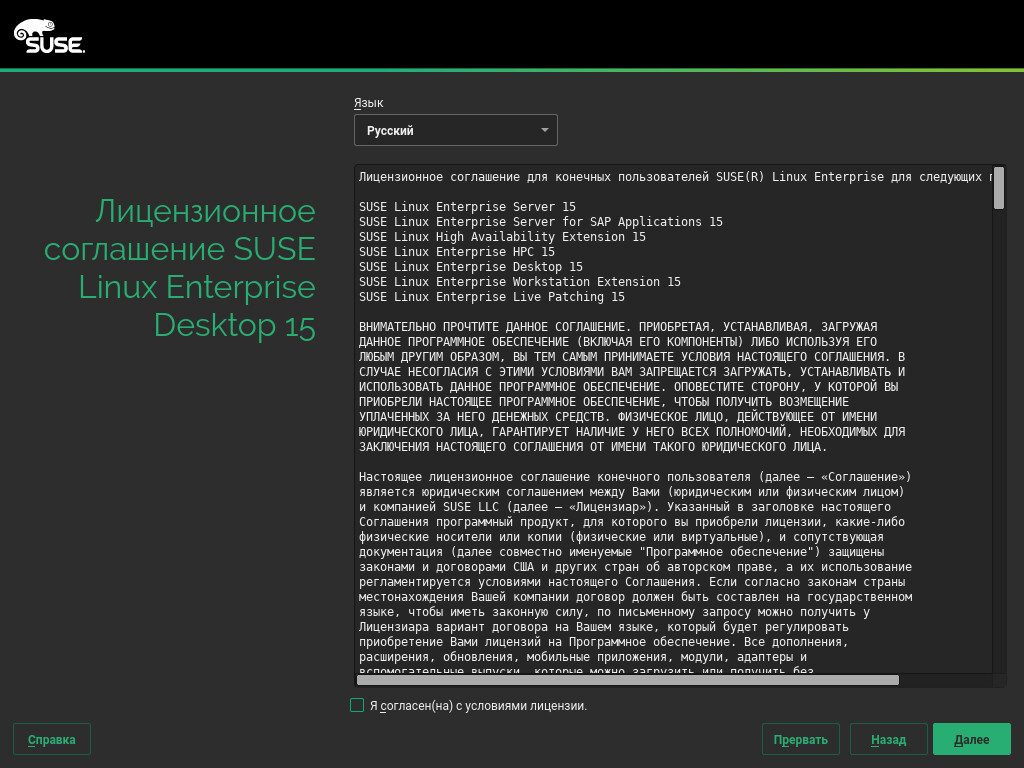 SUSE.
Язык
Русский
Лицензионное
соглашение SUSE
Linux Enterprise
Desktop 15
Лицензионное соглашение для конечных пользователей SUSE(R) Linux Enterprise для следующих
SUSE Linux Enterprise Server 15
SUSE Linux Enterprise Server for SAP Applications 15
SUSE Linux High Availability Extension 15
SUSE Linux Enterprise HPC 15
SUSE Linux Enterprise Desktop 15
SUSE Linux Enterprise Workstation Extension 15
SUSE Linux Enterprise Live Patching 15
ВНИМАТЕЛЬНО ПРОЧТИТЕ ДАННОЕ СОГЛАШЕНИЕ. ПРИОБРЕТАЯ, УСТАНАВЛИВАЯ, ЗАГРУЖАЯ
ДАННОЕ ПРОГРАММНОЕ ОБЕСПЕЧЕНИЕ (ВКЛЮЧАЯ ЕГО КОМПОНЕНТЫ) ЛИБО ИСПОЛЬЗУЯ ЕГО
ЛЮБЫМ ДРУГИМ ОБРАЗОМ, ВЫ ТЕМ САМЫМ ПРИНИМАЕТЕ УСЛОВИЯ НАСТОЯЩЕГО СОГЛАШЕНИЯ. В
СЛУЧАЕ НЕСОГЛАСИЯ С ЭТИМИ УСЛОВИЯМИ ВАМ ЗАПРЕЩАЕТСЯ ЗАГРУЖАТЬ, УСТАНАВЛИВАТЬ И
ИСПОЛЬЗОВАТЬ ДАННОЕ ПРОГРАММНОЕ ОБЕСПЕЧЕНИЕ. ОПОВЕСТИТЕ СТОРОНУ, У КОТОРОЙ ВЫ
ПРИОБРЕЛИ НАСТОЯЩЕЕ ПРОГРАММНОЕ ОБЕСПЕЧЕНИЕ, ЧТОБЫ ПОЛУЧИТЬ ВОЗМЕЩЕНИЕ
УПЛАЧЕННЫХ ЗА НЕГО ДЕНЕЖНЫХ СРЕДСТВ. ФИЗИЧЕСКОЕ ЛИЦО, ДЕЙСТВУЮЩЕЕ ОТ ИМЕНИ
ЮРИДИЧЕСКОГО ЛИЦА, ГАРАНТИРУЕТ НАЛИЧИЕ У НЕГО ВСЕХ ПОЛНОМОЧИЙ, НЕОБХОДИМЫХ ДЛЯ
ЗАКЛЮЧЕНИЯ НАСТОЯЩЕГО СОГЛАШЕНИЯ ОТ ИМЕНИ ТАКОГО ЮРИДИЧЕСКОГО ЛИЦА.
Настоящее лицензионное соглашение конечного пользователя (далее — «Соглашение»)
является юридическим соглашением между Вами (юридическим или физическим лицом)
и компанией SUSE LLC (далее — «Лицензиар»). Указанный в заголовке настоящего
Соглашения программный продукт, для которого вы приобрели лицензии, какие-либо
физические носители или копии (физические или виртуальные), и сопутствующая
документация (далее совместно именуемые "Программное обеспечение") защищены
законами и договорами США и других стран об авторском праве, а их использование
регламентируется условиями настоящего Соглашения. Если согласно законам страны
местонахождения Вашей компании договор должен быть составлен на государственном
языке, чтобы иметь законную силу, по письменному запросу можно получить у
Лицензиара вариант договора на Вашем языке, который будет регулировать
приобретение Вами лицензий на Программное обеспечение. Все дополнения,
расширения, обновления, мобильные приложения, модули, адаптеры и
вспомогательные выпуски, которые можно загрузить или получить без
Я согласен(на) с условиями лицензии.
Справка
Прервать
Назад
Далее